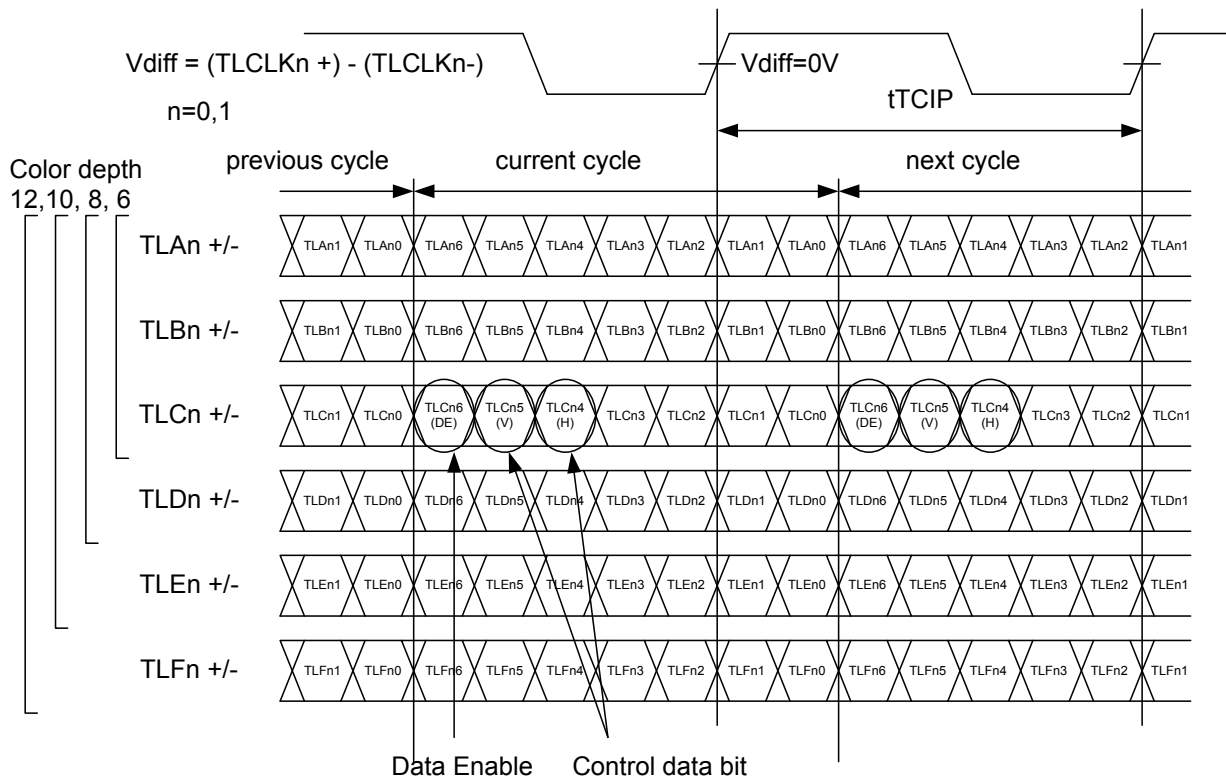 Vdiff = (TLCLKn +) - (TLCLKn-)
Vdiff=0V
n=0,1
tTCIP
previous cycle current cycle next cycle
Color depth
12,10, 8, 6
TLAn +/- TLAn1 TLAn0 TLAn6 TLAn5 TLAn4 TLAn3 TLAn2 TLAn1 TLAn0 TLAn6 TLAn5 TLAn4 TLAn3 TLAn2 TLAn1
TLBn +/- TLBn1 TLBn0 TLBn6 TLBn5 TLBn4 TLBn3 TLBn2 TLBn1 TLBn0 TLBn6 TLBn5 TLBn4 TLBn3 TLBn2 TLBn1
TLCn +/- TLCn1 TLCn0 TLCn6 (DE) TLCn5 (V) TLCn4 (H) TLCn3 TLCn2 TLCn1 TLCn0 TLCn6 (DE) TLCn5 (V) TLCn4 (H) TLCn3 TLCn2 TLCn1
TLDn +/- TLDn1 TLDn0 TLDn6 TLDn5 TLDn4 TLDn3 TLDn2 TLDn1 TLDn0 TLDn6 TLDn5 TLDn4 TLDn3 TLDn2 TLDn1
TLEn +/- TLEn1 TLEn0 TLEn6 TLEn5 TLEn4 TLEn3 TLEn2 TLEn1 TLEn0 TLEn6 TLEn5 TLEn4 TLEn3 TLEn2 TLEn1
TLFn +/- TLFn1 TLFn0 TLFn6 TLFn5 TLFn4 TLFn3 TLFn2 TLFn1 TLFn0 TLFn6 TLFn5 TLFn4 TLFn3 TLFn2 TLFn1
Data Enable Control data bit